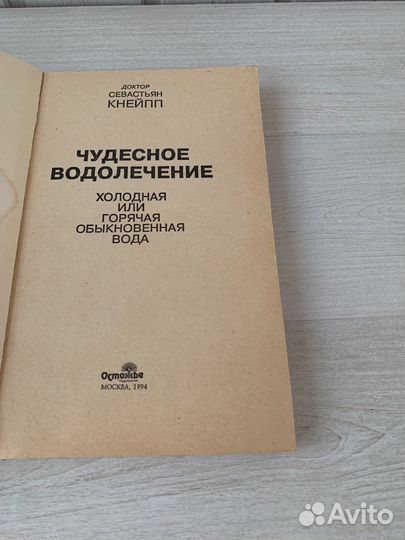 ДОКТОР
СЕВАСТЬЯН
КНЕЙПП
ЧУДЕСНОЕ
ВОДОЛЕЧЕНИЕ
ХОЛОДНАЯ
ИЛИ
ГОРЯЧАЯ
ОБЫКНОВЕННАЯ
ВОДА
Остожье
МОСКВА, 1994
Avito